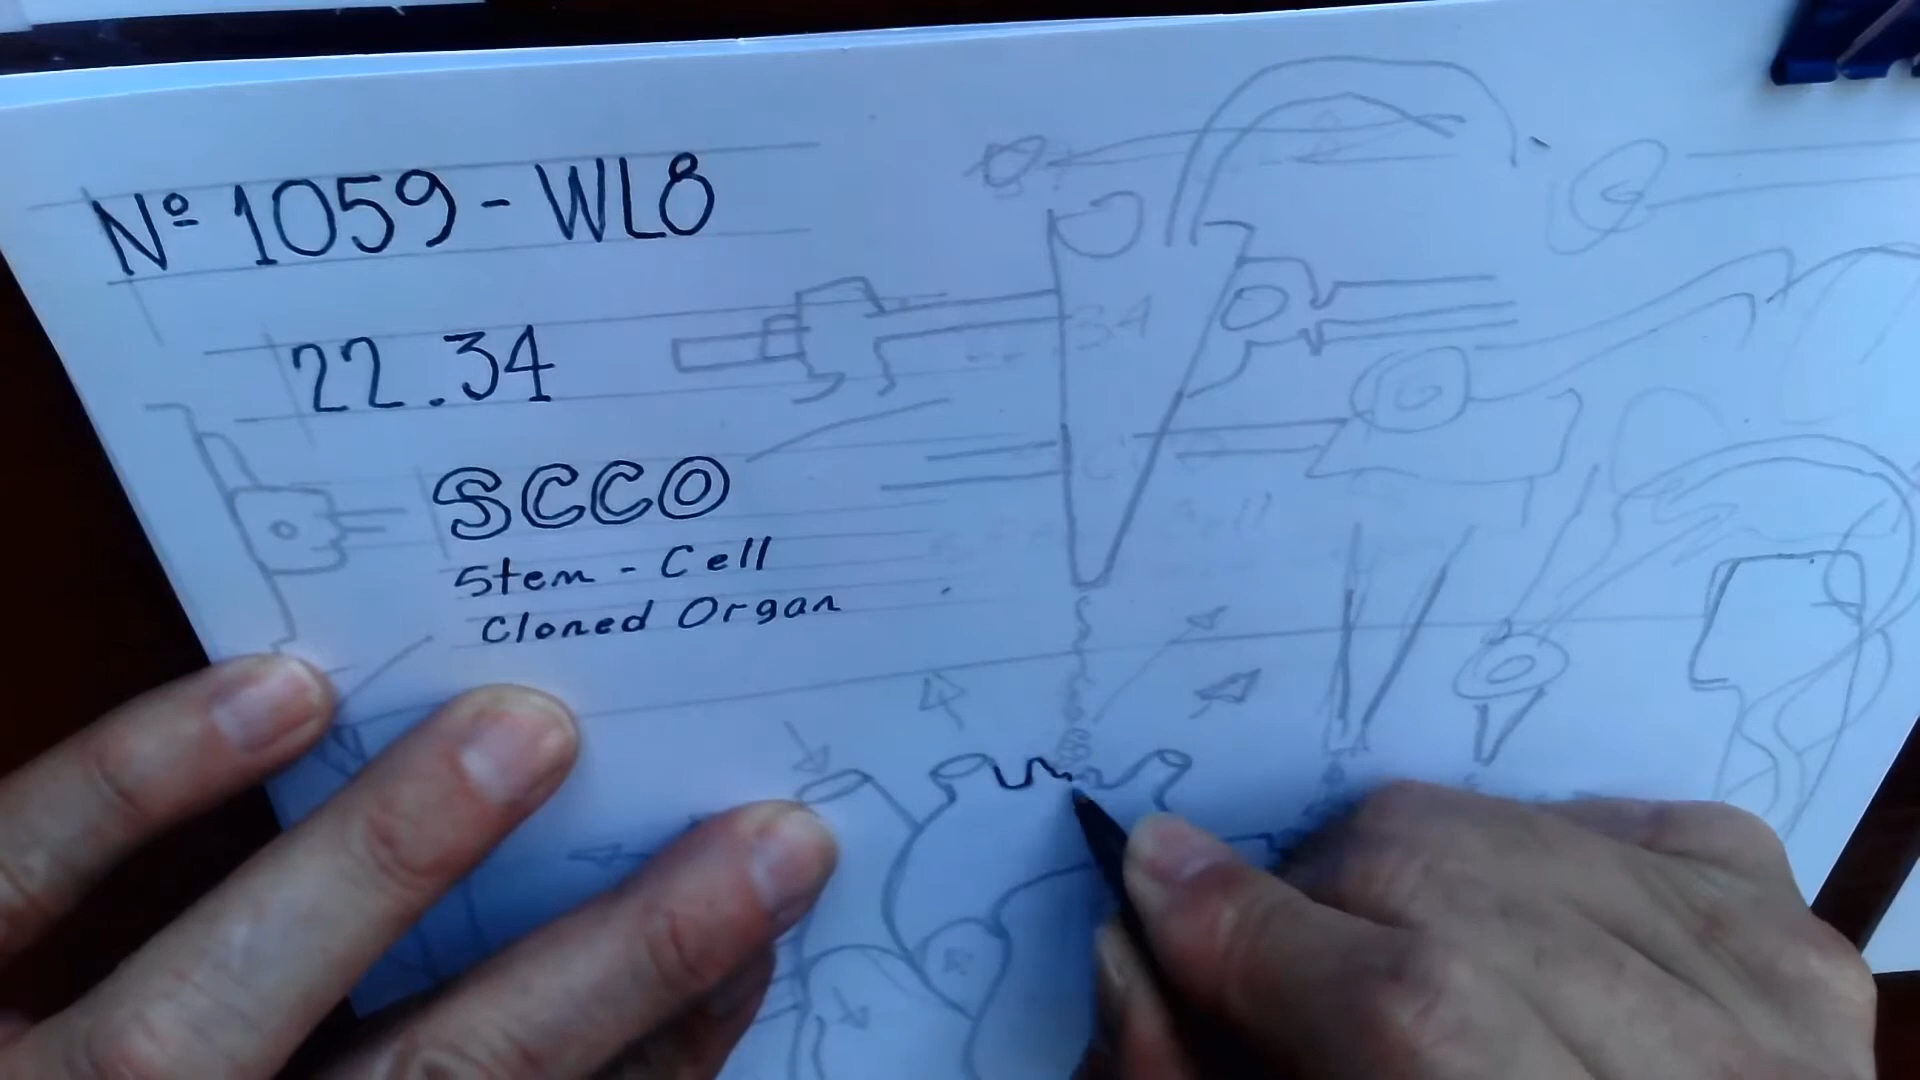 Nº 1059 - WL8
22.34
SCCO
Stem - Cell
Cloned Organ